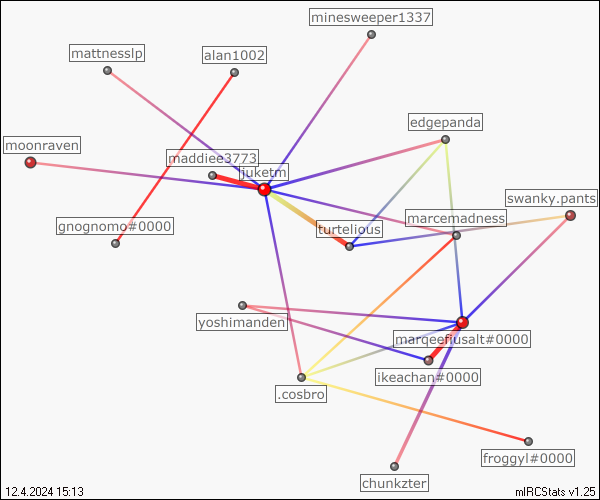 minesweeper1337
mattnesslp
alan1002
edgepanda
moonraven
maddiee3773
juketm
swanky.pants
marcemadness
gnognomo#0000
turtelious
yoshimanden
marqeefiusalt#0000
ikeachan#0000
.cosbro
froggyl#0000
chunkzter
12.4.2024 15:13
mIRCStats v1.25